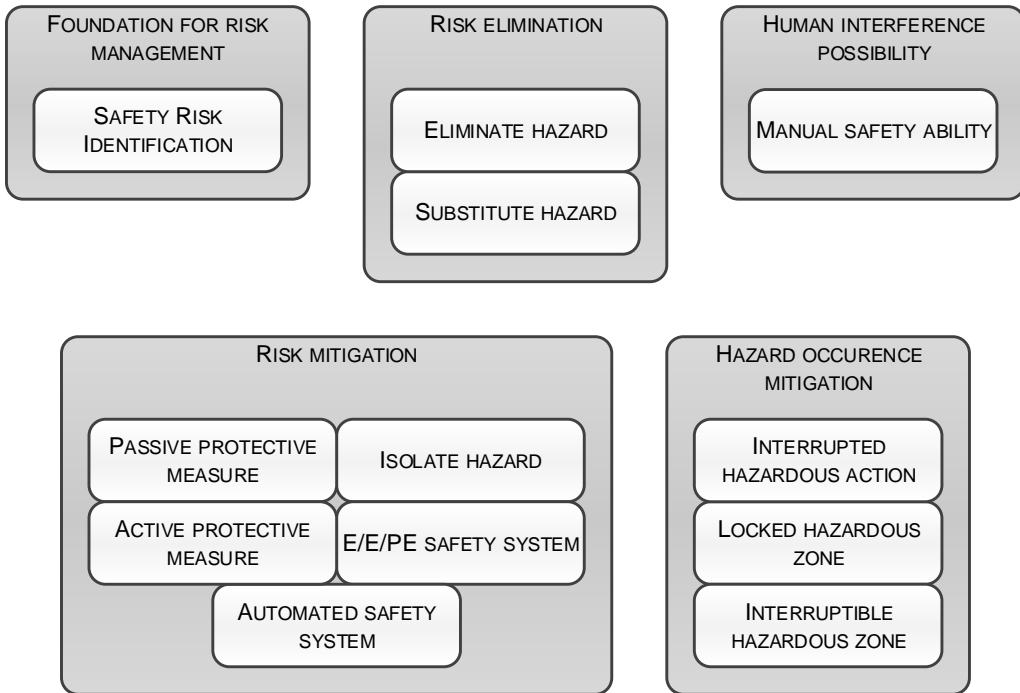 FOUNDATION FOR RISK
MANAGEMENT
SAFETY RISK
IDENTIFICATION
RISK ELIMINATION
ELIMINATE HAZARD
SUBSTITUTE HAZARD
HUMAN INTERFERENCE
POSSIBILITY
MANUAL SAFETY ABILITY
RISK MITIGATION
PASSIVE PROTECTIVE
MEASURE
ISOLATE HAZARD
ACTIVE PROTECTIVE
MEASURE
E/E/PE SAFETY SYSTEM
AUTOMATED SAFETY
SYSTEM
HAZARD OCCURENCE
MITIGATION
INTERRUPTED
HAZARDOUS ACTION
LOCKED HAZARDOUS
ZONE
INTERRUPTIBLE
HAZARDOUS ZONE